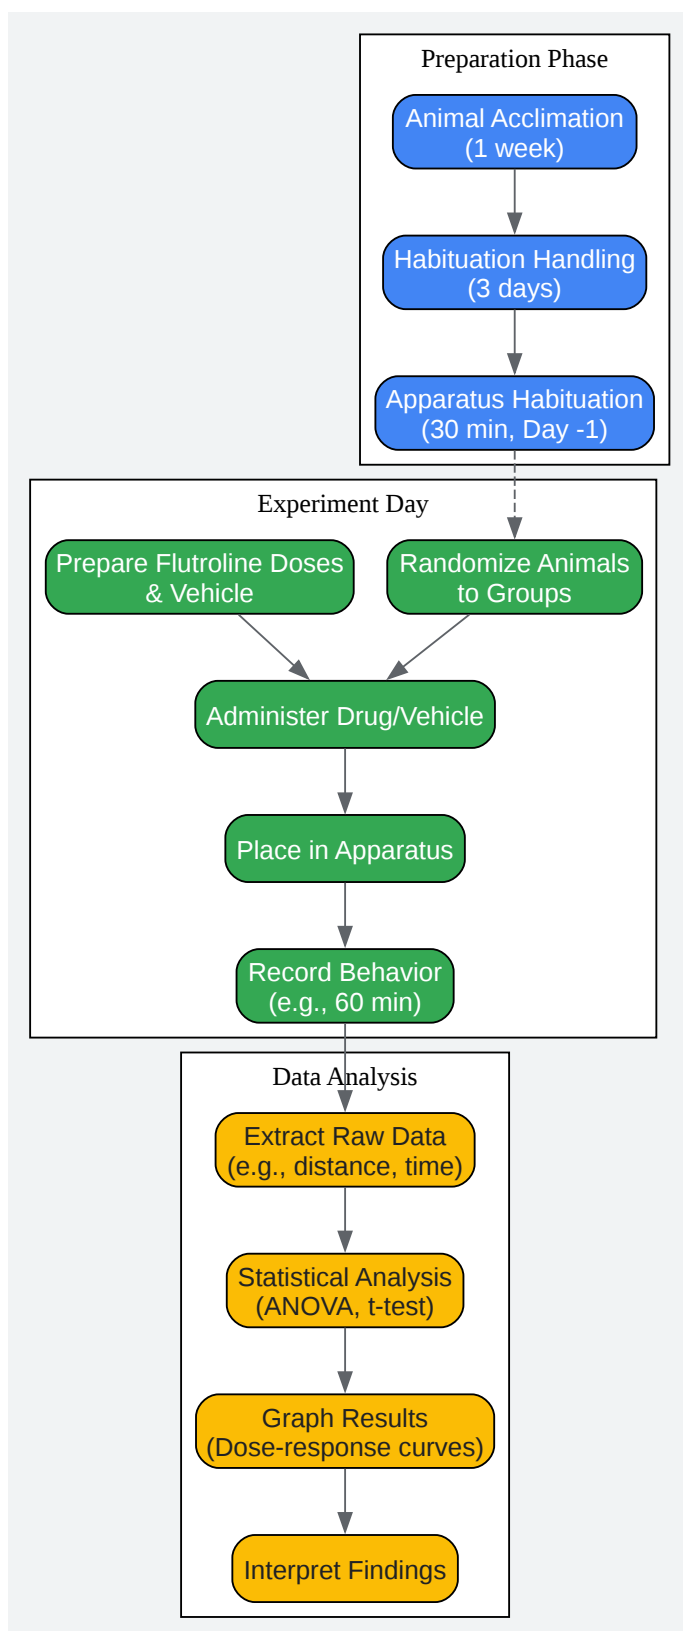 Preparation Phase
Animal Acclimation
(1 week)
Habituation Handling
(3 days)
Apparatus Habituation
(30 min, Day -1)
Experiment Day
Prepare Flutroline Doses
& Vehicle
Randomize Animals
to Groups
Administer Drug/Vehicle
Place in Apparatus
Record Behavior
(e.g., 60 min)
Data Analysis
Extract Raw Data
(e.g., distance, time)
Statistical Analysis
(ANOVA, t-test)
Graph Results
(Dose-response curves)
Interpret Findings